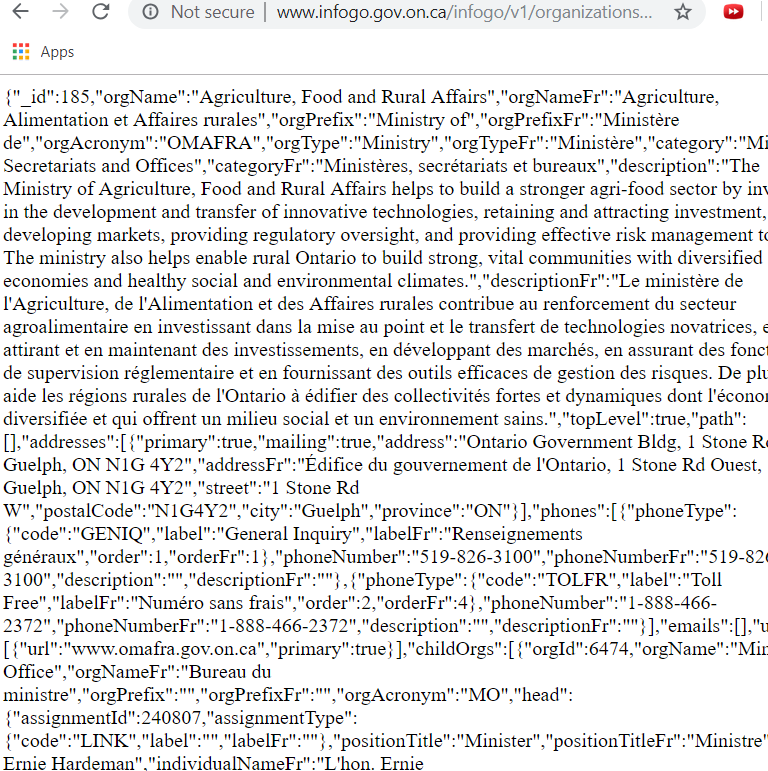 Not secure | www.infogo.gov.on.ca/infogo/v1/organizations...
Apps
{"_id":185,"orgName":"Agriculture, Food and Rural Affairs","orgNameFr":"Agriculture,
Alimentation et Affaires rurales","orgPrefix":"Ministry of","orgPrefixFr":"Ministère
de","orgAcronym":"OMAFRA","orgType":"Ministry","orgTypeFr":"Ministère","category":"Mi
Secretariats and Offices","categoryFr":"Ministères, secrétariats et bureaux","description":"The
Ministry of Agriculture, Food and Rural Affairs helps to build a stronger agri-food sector by inv
in the development and transfer of innovative technologies, retaining and attracting investment,
developing markets, providing regulatory oversight, and providing effective risk management to
The ministry also helps enable rural Ontario to build strong, vital communities with diversified
economies and healthy social and environmental climates.","descriptionFr":"Le ministère de
l'Agriculture, de l'Alimentation et des Affaires rurales contribue au renforcement du secteur
agroalimentaire en investissant dans la mise au point et le transfert de technologies novatrices, e
attirant et en maintenant des investissements, en développant des marchés, en assurant des fonct
de supervision réglementaire et en fournissant des outils efficaces de gestion des risques. De plu
aide les régions rurales de l'Ontario à édifier des collectivités fortes et dynamiques dont l'écono
diversifiée et qui offrent un milieu social et un environnement sains.","topLevel":true,"path":
[],"addresses":[{"primary":true,"mailing":true,"address":"Ontario Government Bldg, 1 Stone Rd
Guelph, ON N1G 4Y2","addressFr":"Édifice du gouvernement de l'Ontario, 1 Stone Rd Ouest,
Guelph, ON N1G 4Y2","street":"1 Stone Rd
W","postalCode":"N1G4Y2","city":"Guelph","province":"ON"}],"phones":[{"phoneType":
{"code":"GENIQ","label":"General Inquiry","labelFr":"Renseignements
généraux","order":1,"orderFr":1},"phoneNumber":"519-826-3100","phoneNumberFr":"519-826
3100","description":"","descriptionFr":""},{"phoneType":{"code":"TOLFR","label":"Toll
Free","labelFr":"Numéro sans frais","order":2,"orderFr":4},"phoneNumber":"1-888-466-
2372","phoneNumberFr":"1-888-466-2372","description":"","descriptionFr":""}],"emails":[],"u
[{"url":"www.omafra.gov.on.ca","primary":true}],"childOrgs":[{"orgId":6474,"orgName":"Min
Office","orgNameFr":"Bureau du
ministre","orgPrefix":"","orgPrefixFr":"","orgAcronym":"MO","head":
{"assignmentId":240807,"assignmentType":
{"code":"LINK","label":"","labelFr":""},"positionTitle":"Minister","positionTitleFr":"Ministre"
Ernie Hardeman","individualNameFr":"L'hon. Ernie